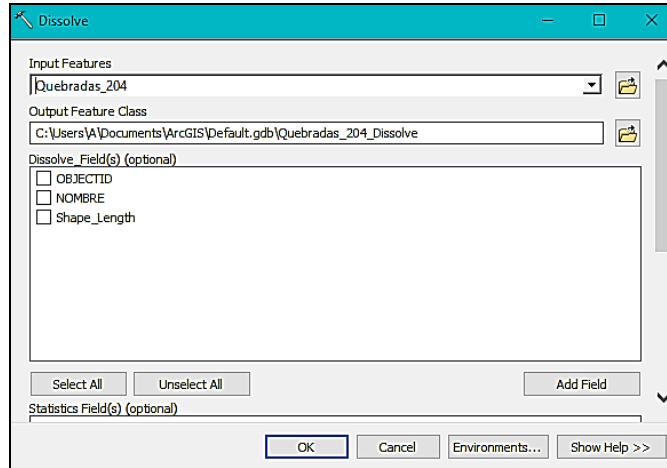 Dissolve
Input Features
Quebradas_204
Output Feature Class
C:\Users\A\Documents\ArcGIS\Default.gdb\Quebradas_204_Dissolve
Dissolve_Field(s) (optional)
OBJECTID
NOMBRE
Shape_Length
Select All Unselect All Add Field
Statistics Field(s) (optional)
OK Cancel Environments... Show Help >>